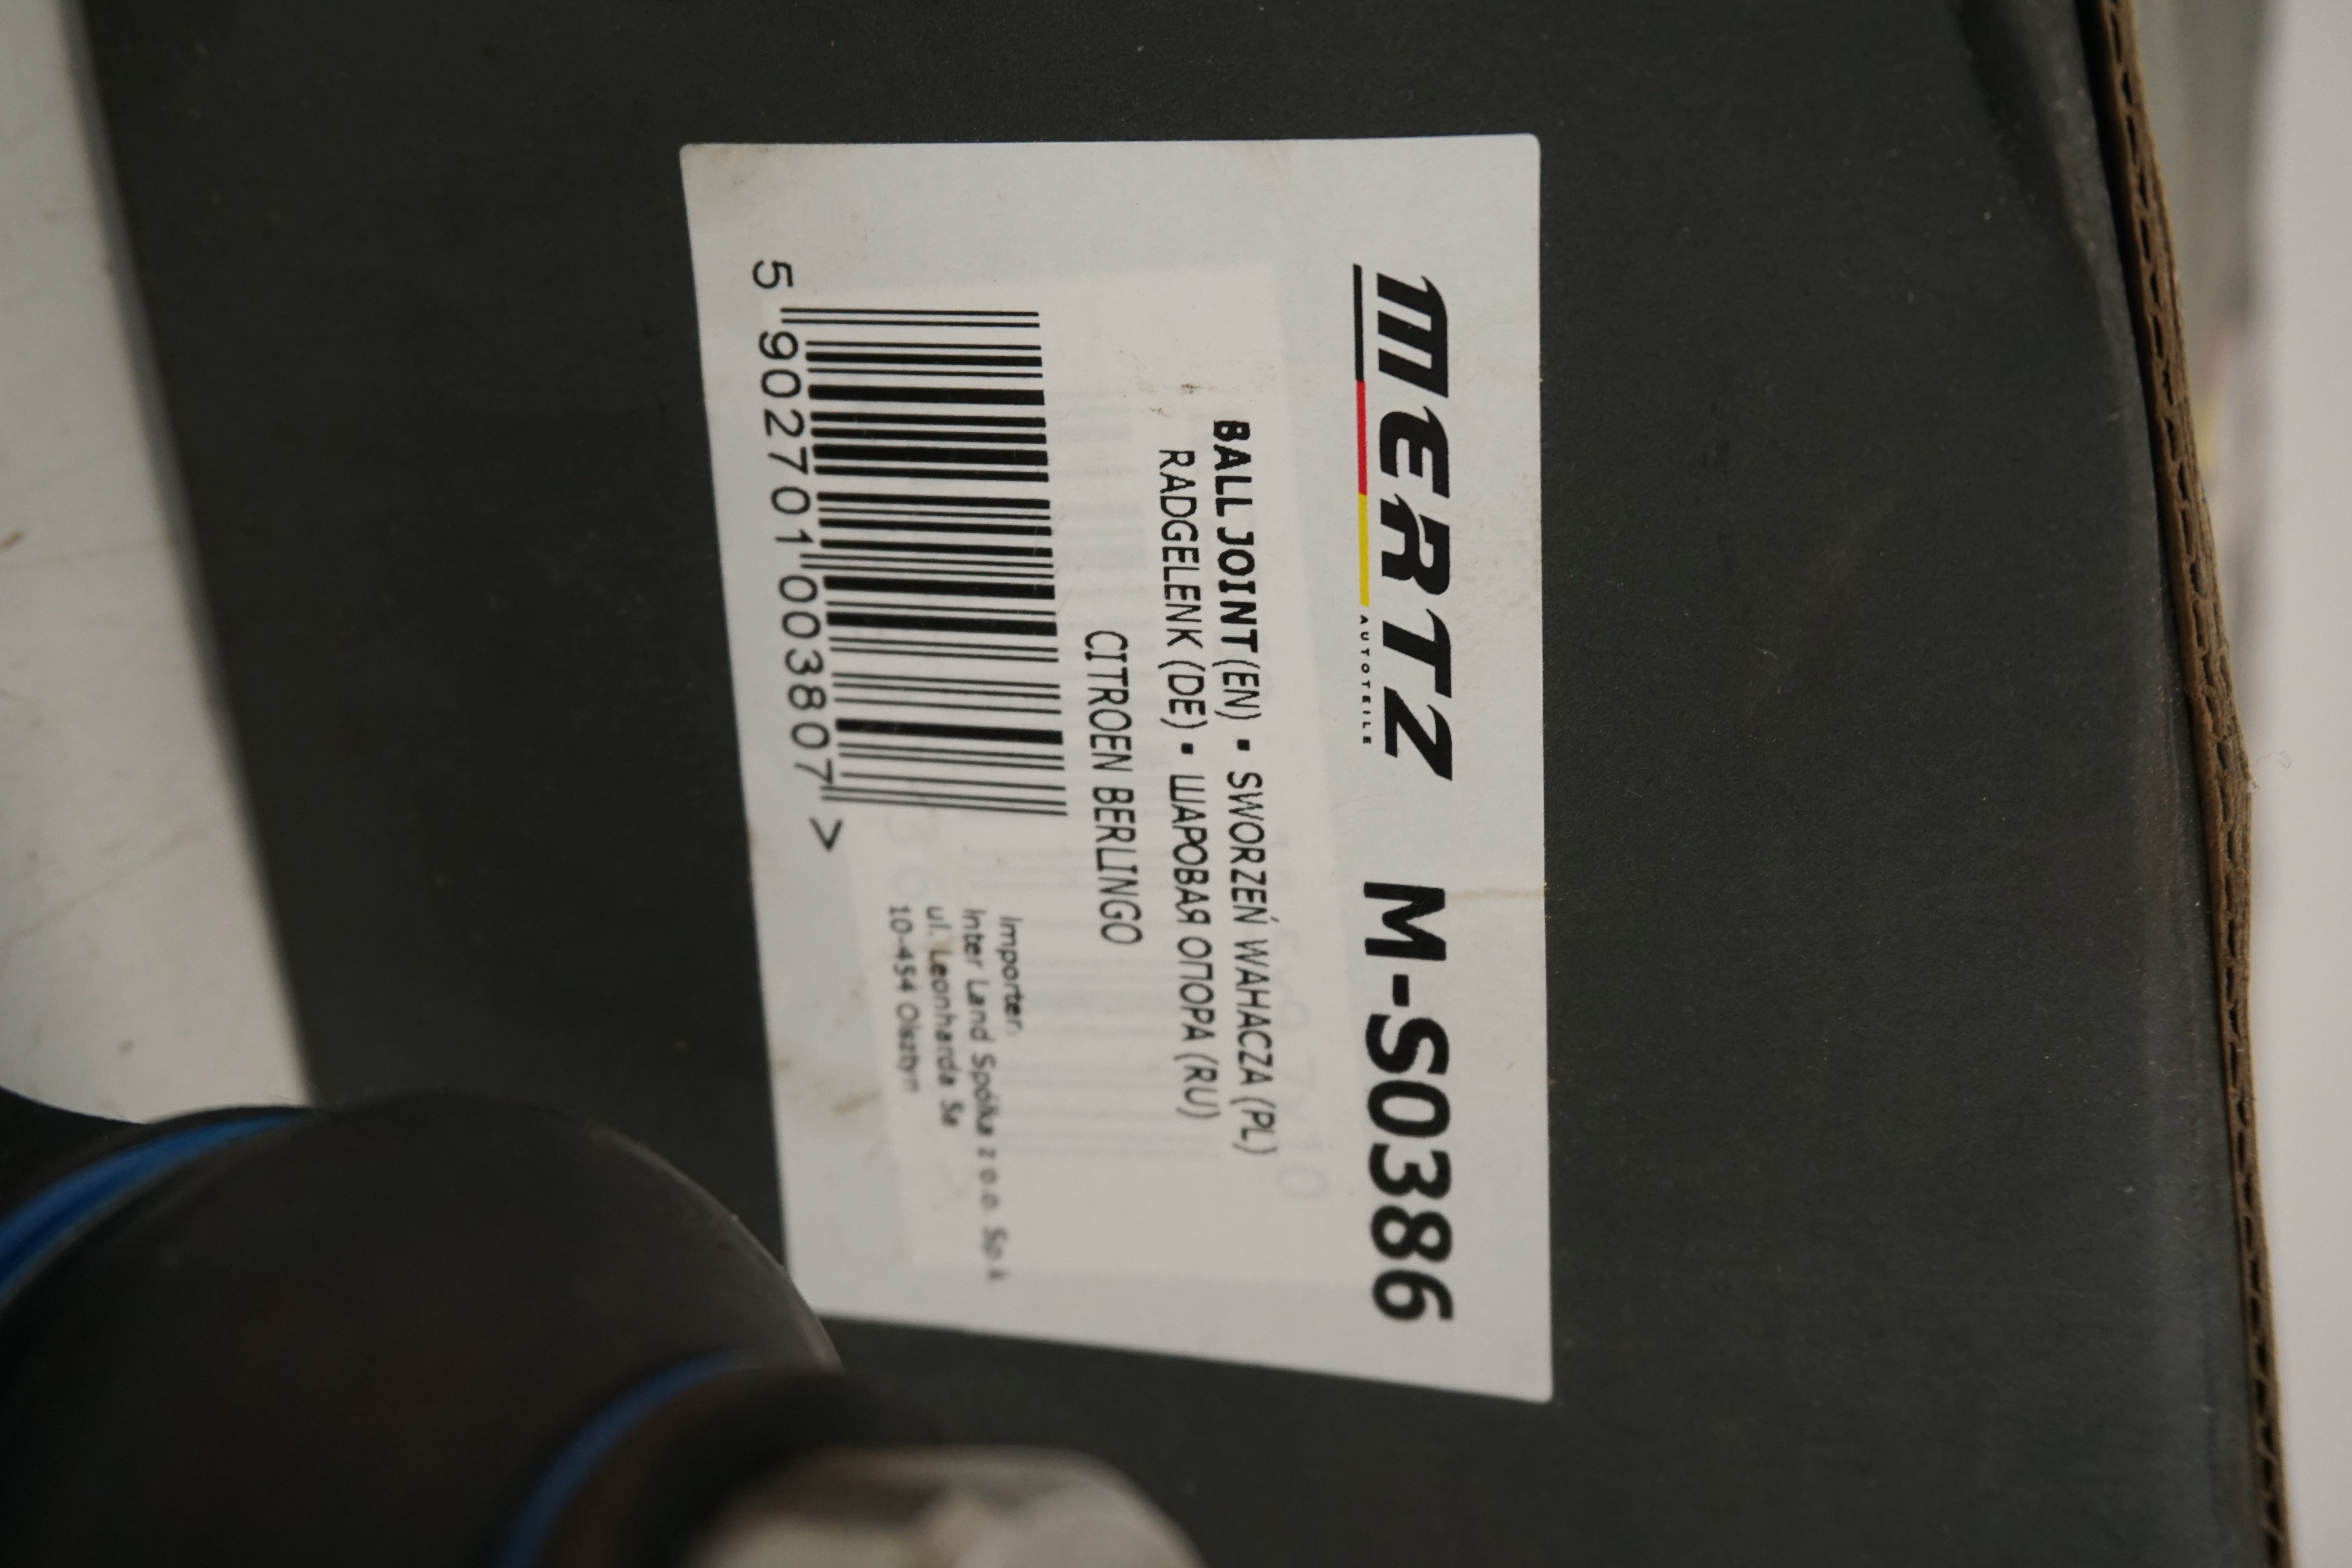 MERTZ M-S0386
AUTOTEILE
BALL JOINT (EN) ▪ SWORZEŃ WAHACZA (PL)
RADGELENK (DE) ▪ ШАРОВАЯ ОПОРА (RU)
CITROEN BERLINGO
5 902701 003807 >
Importer:
Inter Land Spółka z o.o. Sp.k
ul. Leonharda 5a
10-454 Olsztyn